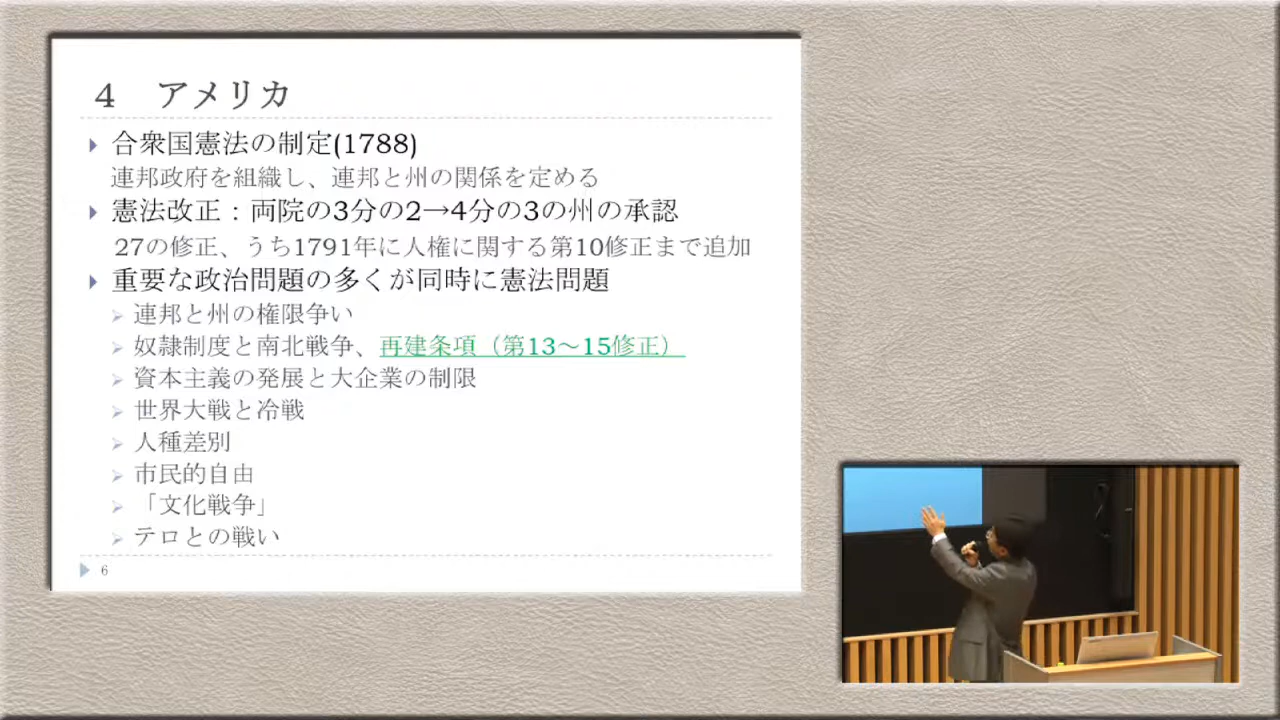 4 アメリカ
合衆国憲法の制定(1788)
連邦政府を組織し、連邦と州の関係を定める
憲法改正：両院の3分の2→4分の3の州の承認
27の修正、うち1791年に人権に関する第10修正まで追加
重要な政治問題の多くが同時に憲法問題
連邦と州の権限争い
奴隷制度と南北戦争、再建条項（第13～15修正）
資本主義の発展と大企業の制限
世界大戦と冷戦
人種差別
市民的自由
「文化戦争」
テロとの戦い
6